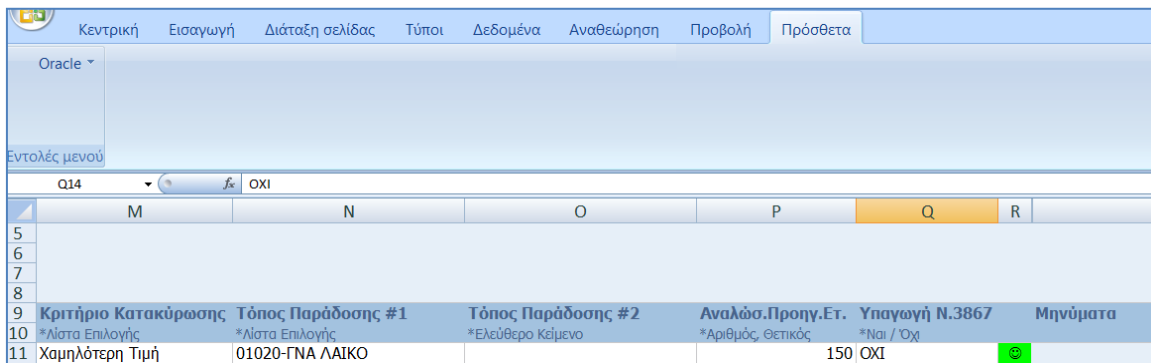 Κεντρική Εισαγωγή Διάταξη σελίδας Τύποι Δεδομένα Αναθεώρηση Προβολή Πρόσθετα
Oracle
Εντολές μενού
Q14 fx ΟΧΙ
M N O P Q R
5
6
7
8
9 Κριτήριο Κατακύρωσης Τόπος Παράδοσης #1 Τόπος Παράδοσης #2 Αναλώσ.Προηγ.Ετ. Υπαγωγή Ν.3867 Μηνύματα
10 *Λίστα Επιλογής *Λίστα Επιλογής *Ελεύθερο Κείμενο *Αριθμός, Θετικός *Ναι / Όχι
11 Χαμηλότερη Τιμή 01020-ΓΝΑ ΛΑΙΚΟ 150 ΟΧΙ ☺